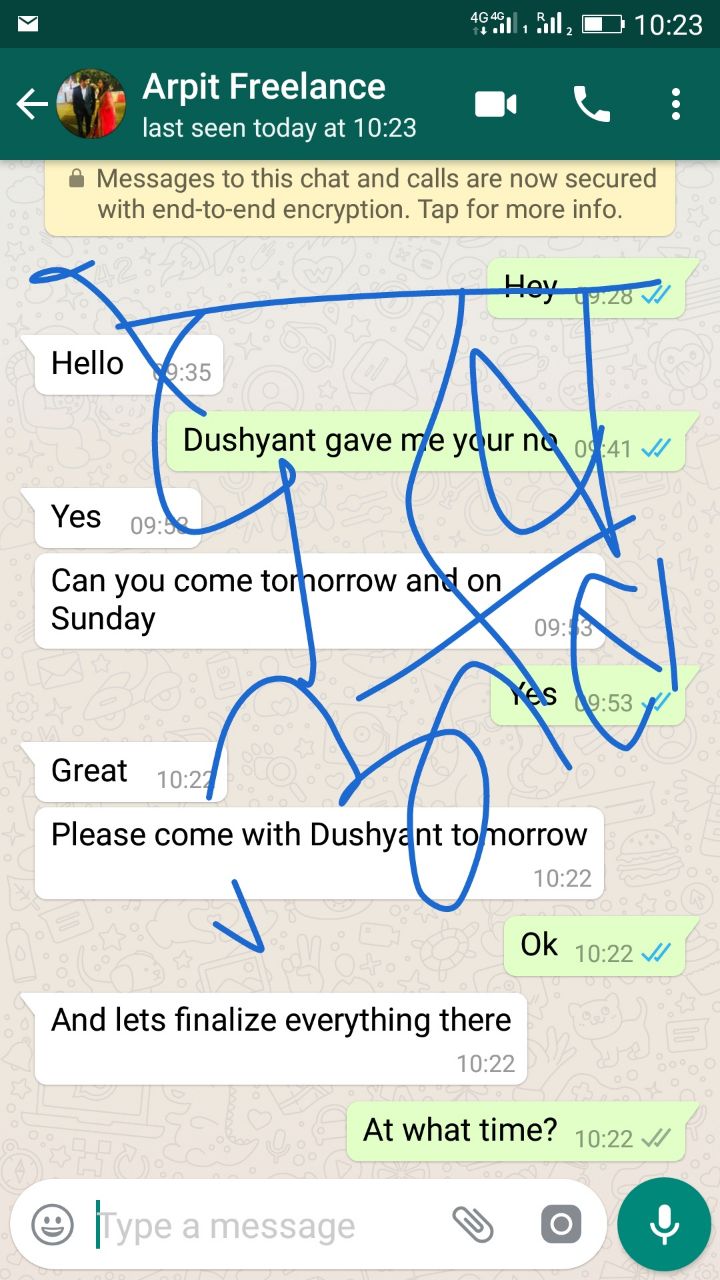 4G 4G 1 R 2 10:23
Arpit Freelance
last seen today at 10:23
Messages to this chat and calls are now secured
with end-to-end encryption. Tap for more info.
Hey 09:28
Hello 09:35
Dushyant gave me your no 09:41
Yes 09:53
Can you come tomorrow and on
Sunday 09:53
Yes 09:53
Great 10:22
Please come with Dushyant tomorrow
10:22
Ok 10:22
And lets finalize everything there
10:22
At what time? 10:22
Type a message